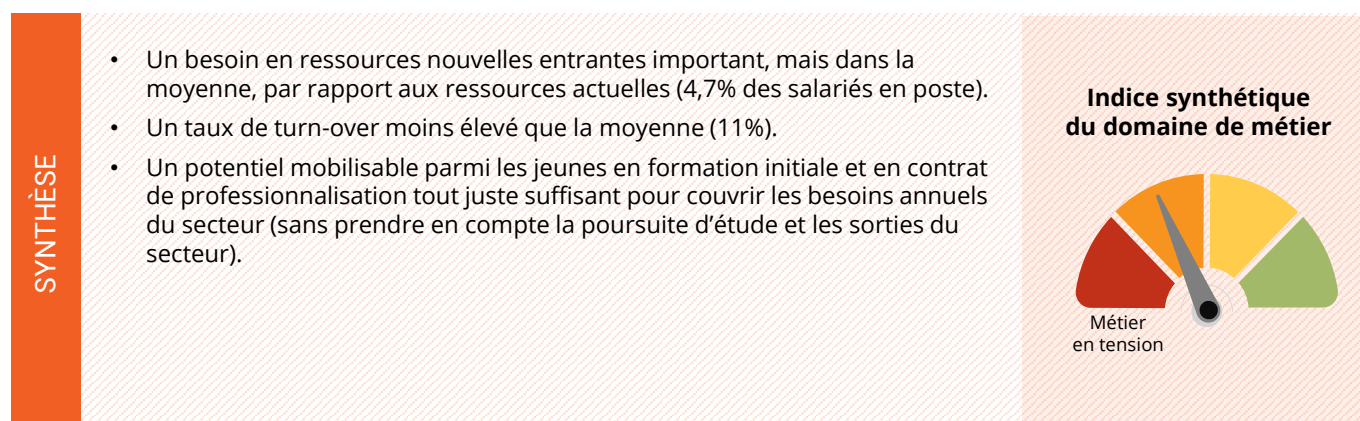 SYNTHÈSE
• Un besoin en ressources nouvelles entrantes important, mais dans la
moyenne, par rapport aux ressources actuelles (4,7% des salariés en poste).
• Un taux de turn-over moins élevé que la moyenne (11%).
• Un potentiel mobilisable parmi les jeunes en formation initiale et en contrat
de professionnalisation tout juste suffisant pour couvrir les besoins annuels
du secteur (sans prendre en compte la poursuite d’étude et les sorties du
secteur).
Indice synthétique
du domaine de métier
Métier
en tension